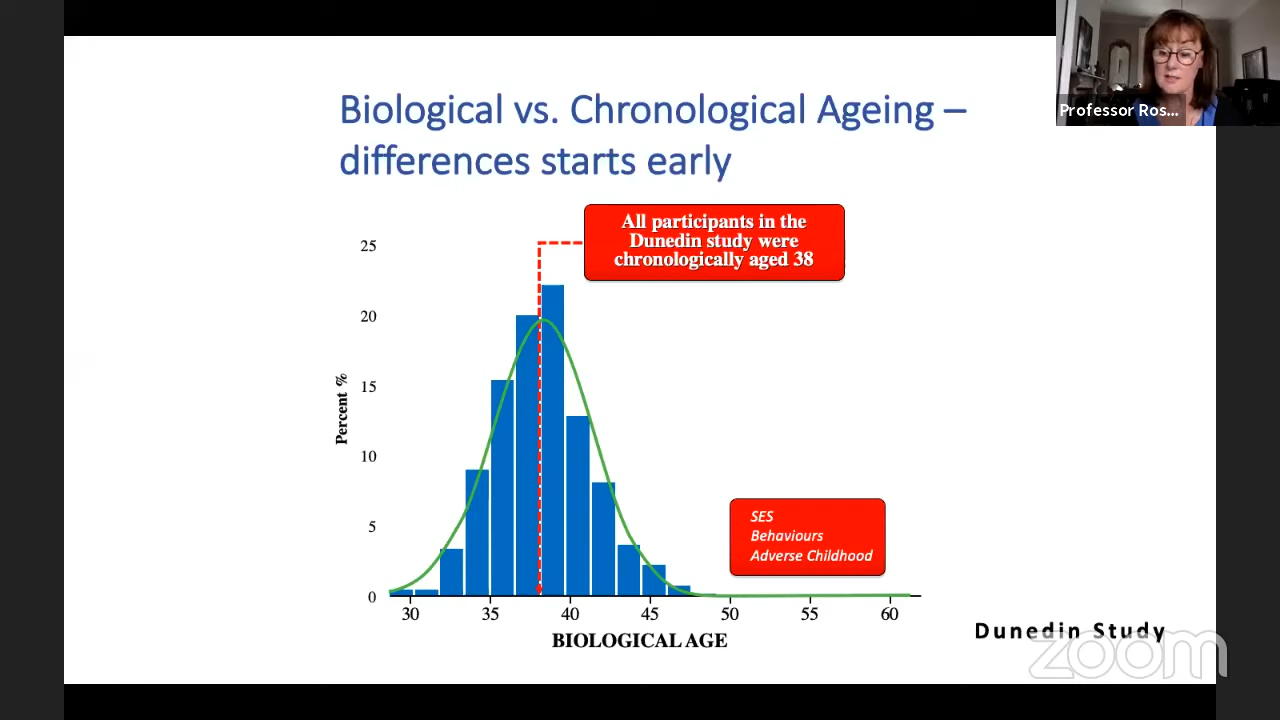 Professor Ros...
Biological vs. Chronological Ageing –
differences starts early
All participants in the
Dunedin study were
chronologically aged 38
25
20
15
10
5
0
Percent %
30 35 40 45 50 55 60
BIOLOGICAL AGE
SES
Behaviours
Adverse Childhood
Dunedin Study
zoom